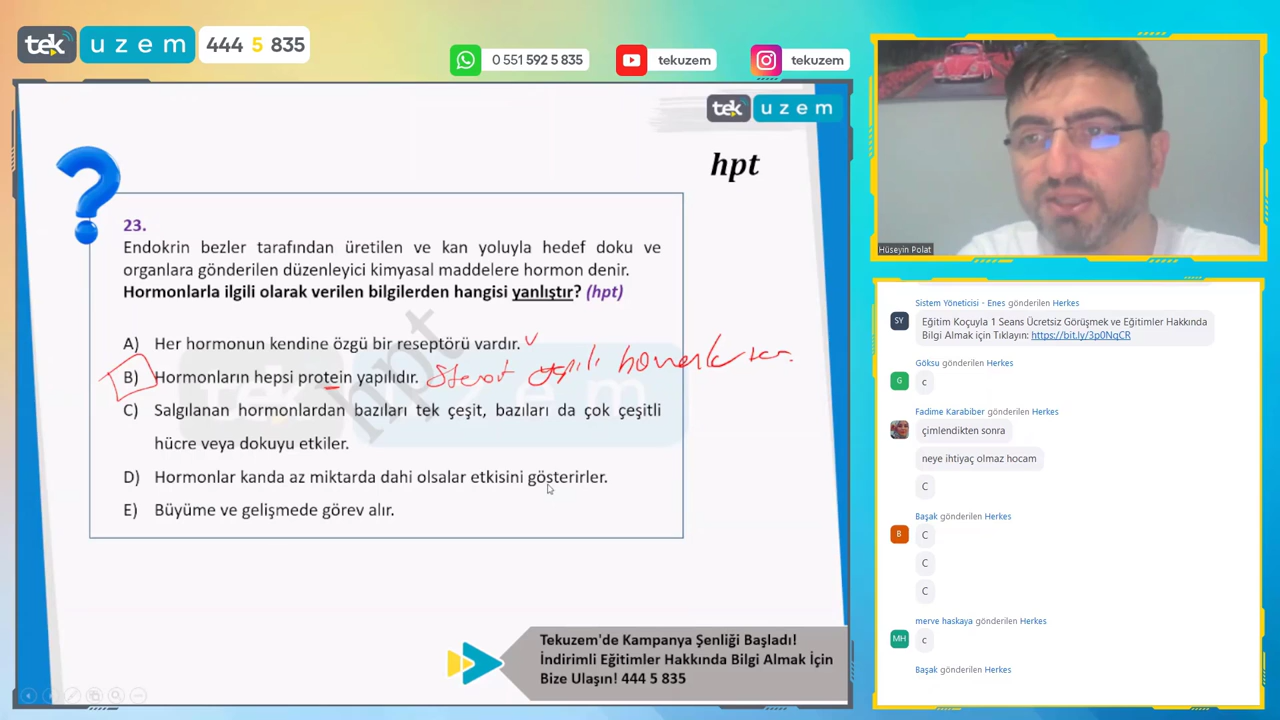 tek uzem 444 5 835
0 551 592 5 835
tekuzem
tekuzem
tek uzem
hpt
23.
Endokrin bezler tarafından üretilen ve kan yoluyla hedef doku ve
organlara gönderilen düzenleyici kimyasal maddelere hormon denir.
Hormonlarla ilgili olarak verilen bilgilerden hangisi yanlıştır? (hpt)
A) Her hormonun kendine özgü bir reseptörü vardır.
B) Hormonların hepsi protein yapılıdır.
yapılı
C) Salgılanan hormonlardan bazıları tek çeşit, bazıları da çok çeşitli
hücre veya dokuyu etkiler.
D) Hormonlar kanda az miktarda dahi olsalar etkisini gösterirler.
E) Büyüme ve gelişmede görev alır.
hpt
tek uzem
Tekuzem'de Kampanya Şenliği Başladı!
İndirimli Eğitimler Hakkında Bilgi Almak İçin
Bize Ulaşın! 444 5 835
Hüseyin Polat
Sistem Yöneticisi - Enes gönderilen Herkes
SY
Eğitim Koçuyla 1 Seans Ücretsiz Görüşmek ve Eğitimler Hakkında
Bilgi Almak için Tıklayın: https://bit.ly/3p0NqCR
Göksu gönderilen Herkes
G
c
Fadime Karabiber gönderilen Herkes
çimlendikten sonra
neye ihtiyaç olmaz hocam
C
Başak gönderilen Herkes
B
C
C
C
merve haskaya gönderilen Herkes
MH
c
Başak gönderilen Herkes